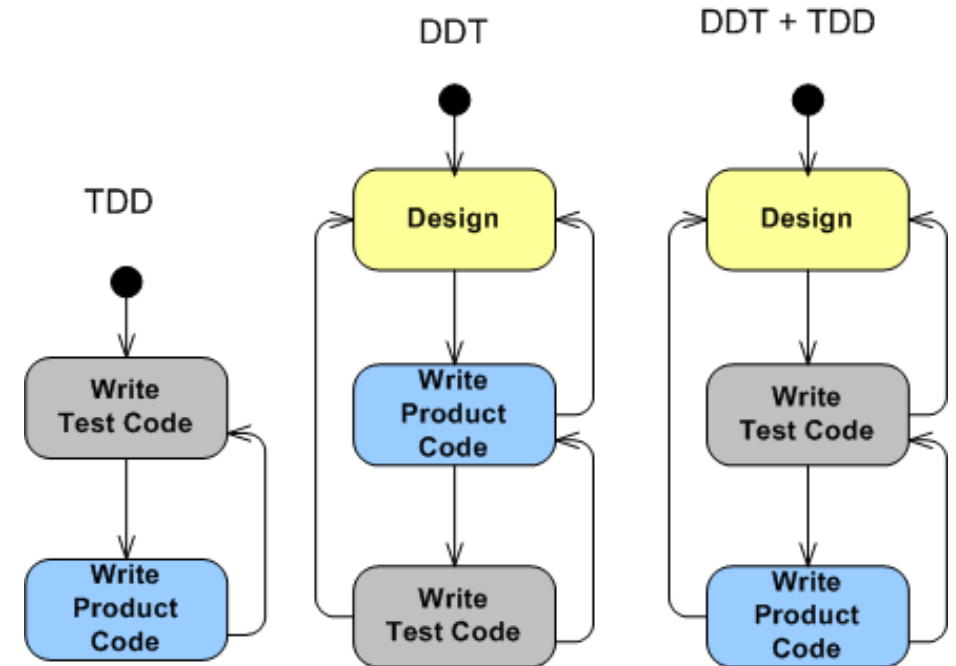 TDD
Write
Test Code
Write
Product
Code
DDT
Design
Write
Product
Code
Write
Test Code
DDT + TDD
Design
Write
Test Code
Write
Product
Code